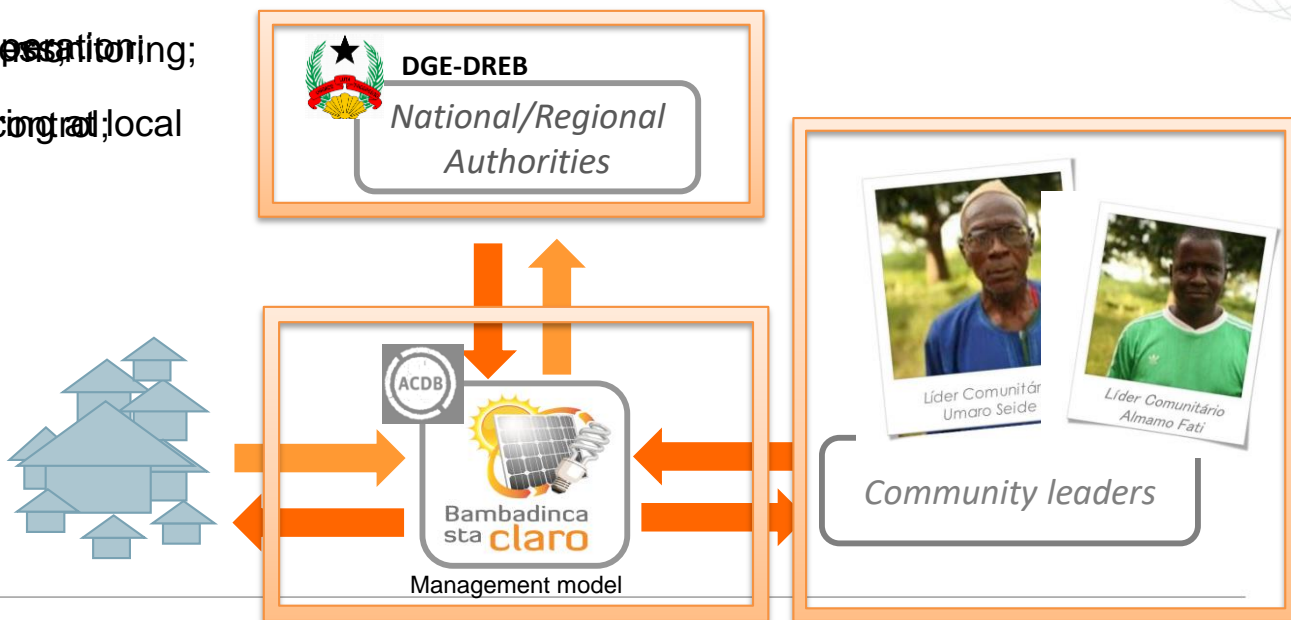 local
DGE-DREB
National/Regional
Authorities
Líder Comunitár
Umaro Seide
Líder Comunitário
Almamo Fati
ACDB
Bambadinca
sta claro
Community leaders
Management model